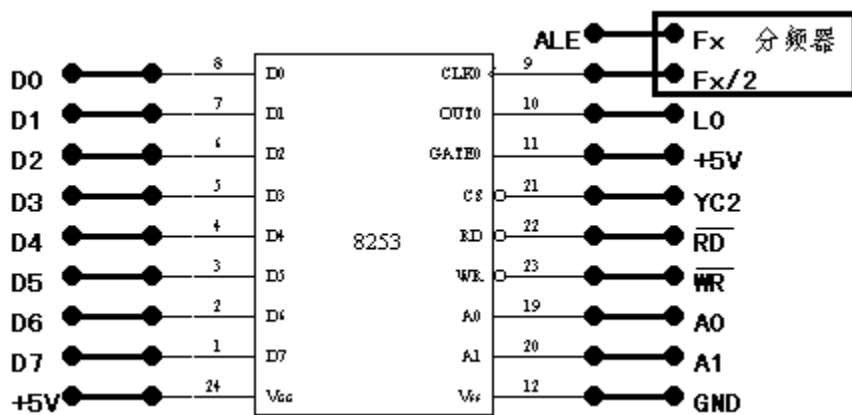 ALE Fx 分频器
D0 8 D0 CLK0 9 Fx/2
D1 7 D1 OUT0 10 L0
D2 6 D2 GATE0 11 +5V
D3 5 D3 CS 21 YC2
D4 4 D4 8253 RD 22 RD
D5 3 D5 WR 23 WR
D6 2 D6 A0 19 A0
D7 1 D7 A1 20 A1
+5V 24 Vcc Vss 12 GND